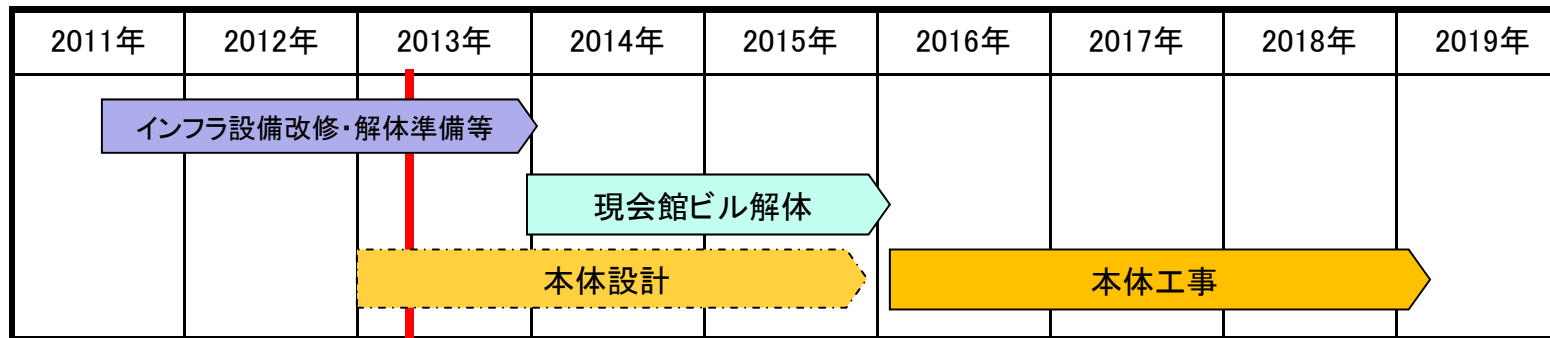 2011年 2012年 2013年 2014年 2015年 2016年 2017年 2018年 2019年
インフラ設備改修・解体準備等
現会館ビル解体
本体設計 本体工事